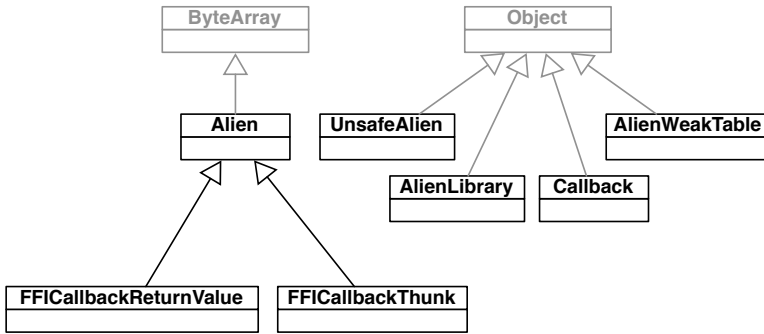 ByteArray
Object
Alien
UnsafeAlien
AlienWeakTable
AlienLibrary
Callback
FFICallbackReturnValue
FFICallbackThunk